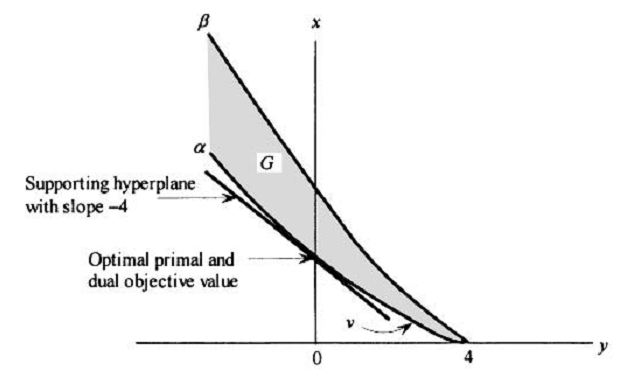 β
x
α
G
Supporting hyperplane
with slope –4
Optimal primal and
dual objective value
ν
0
4
y